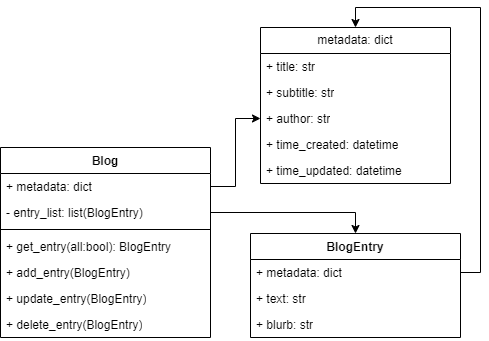 metadata: dict
+ title: str
+ subtitle: str
+ author: str
+ time_created: datetime
+ time_updated: datetime
Blog
+ metadata: dict
- entry_list: list(BlogEntry)
+ get_entry(all:bool): BlogEntry
+ add_entry(BlogEntry)
+ update_entry(BlogEntry)
+ delete_entry(BlogEntry)
BlogEntry
+ metadata: dict
+ text: str
+ blurb: str